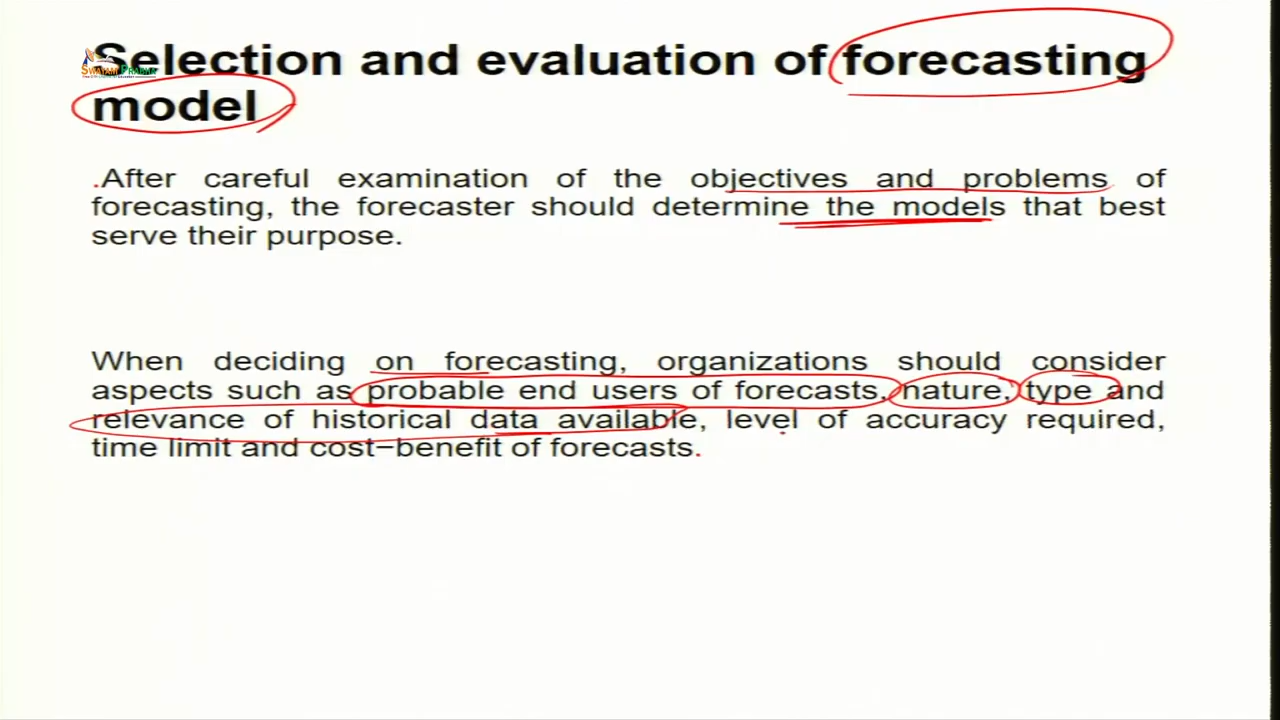 Selection and evaluation of forecasting
model
SWAYAM PRABHA
.After careful examination of the objectives and problems of
forecasting, the forecaster should determine the models that best
serve their purpose.
When deciding on forecasting, organizations should consider
aspects such as probable end users of forecasts, nature, type and
relevance of historical data available, level of accuracy required,
time limit and cost−benefit of forecasts.